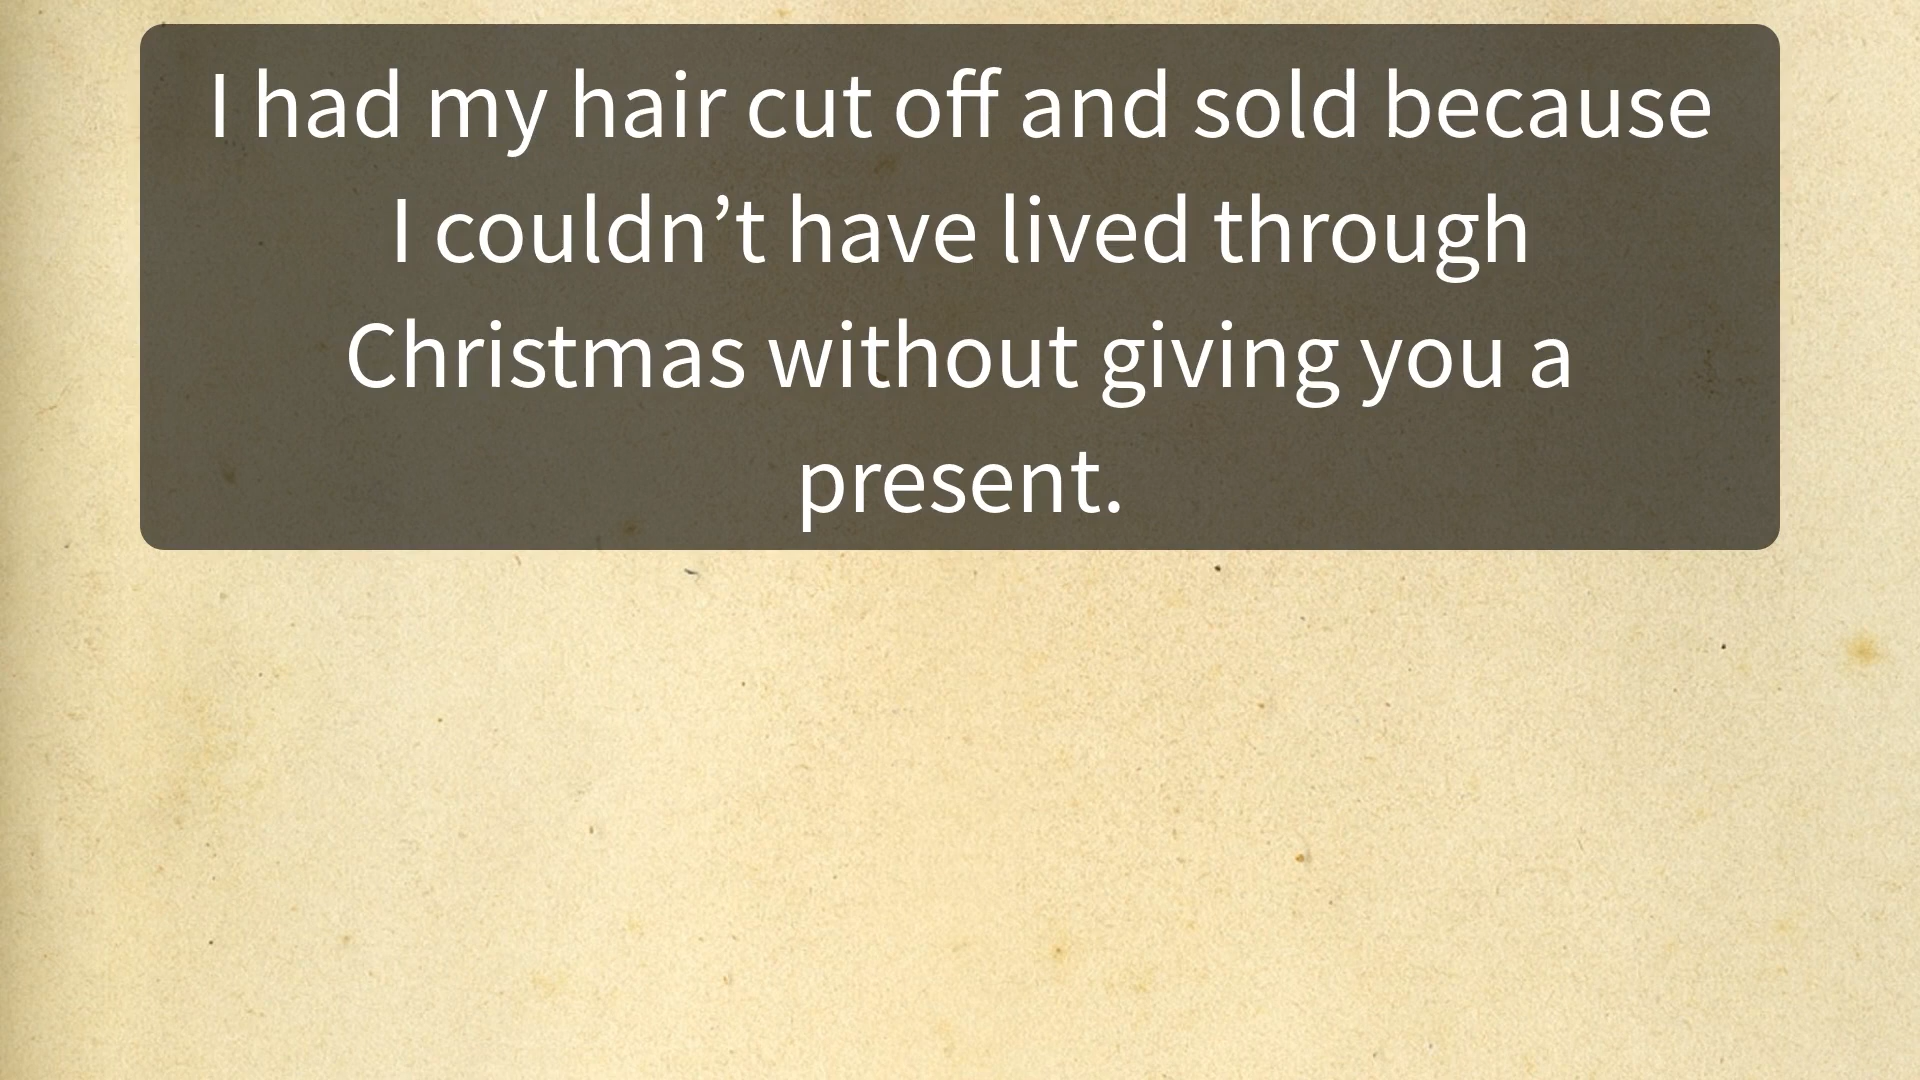 I had my hair cut off and sold because
I couldn’t have lived through
Christmas without giving you a
present.